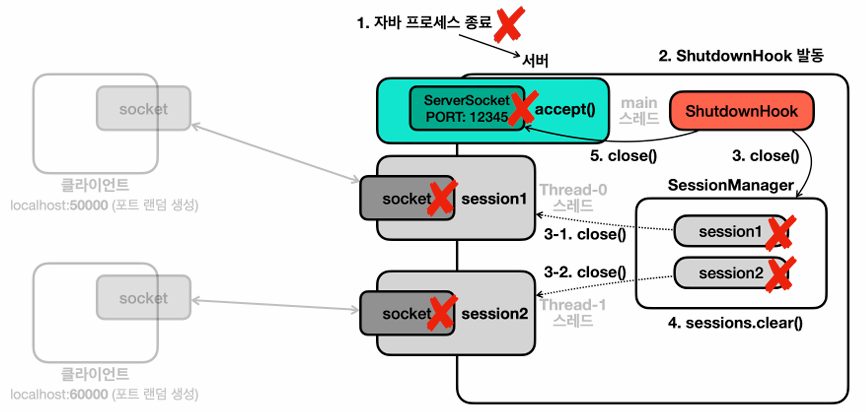 1. 자바 프로세스 종료
서버
2. ShutdownHook 발동
socket
ServerSocket
PORT: 12345
accept()
main
스레드
ShutdownHook
5. close()
3. close()
클라이언트
localhost:50000 (포트 랜덤 생성)
socket
session1
Thread-0
스레드
SessionManager
3-1. close()
session1
3-2. close()
session2
socket
socket
session2
Thread-1
스레드
4. sessions.clear()
클라이언트
localhost:60000 (포트 랜덤 생성)